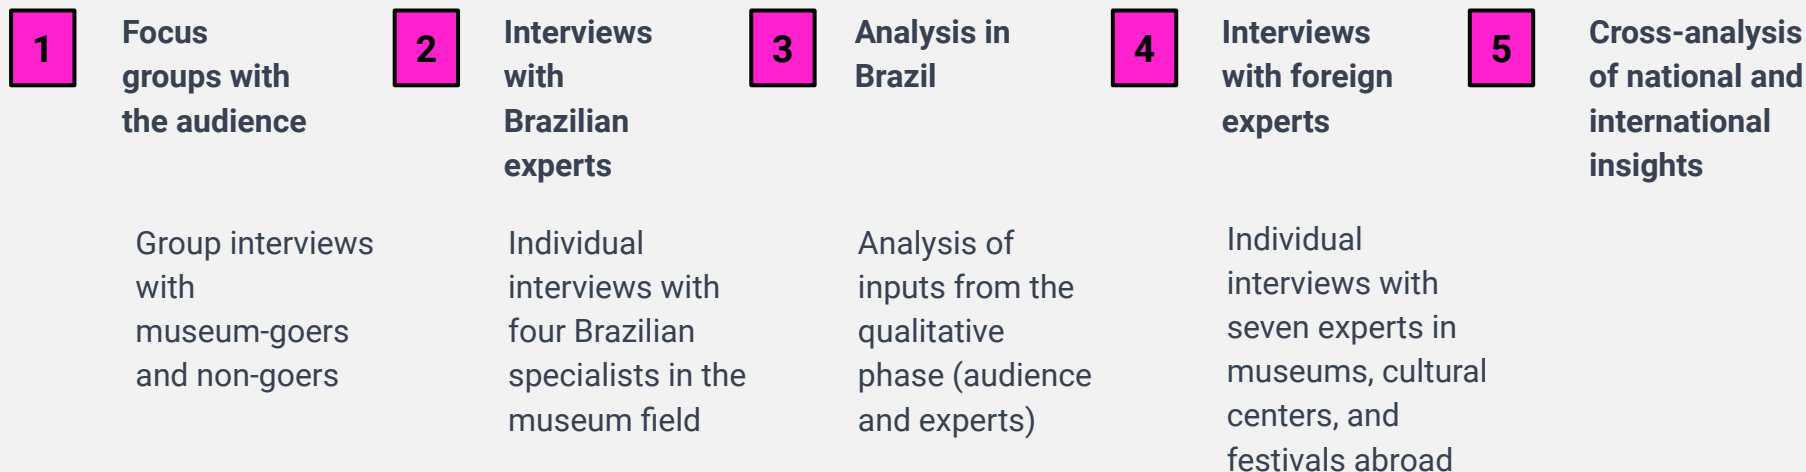 1
Focus
groups with
the audience
Group interviews
with
museum-goers
and non-goers
2
Interviews
with
Brazilian
experts
Individual
interviews with
four Brazilian
specialists in the
museum field
3
Analysis in
Brazil
Analysis of
inputs from the
qualitative
phase (audience
and experts)
4
Interviews
with foreign
experts
Individual
interviews with
seven experts in
museums, cultural
centers, and
festivals abroad
5
Cross-analysis
of national and
international
insights